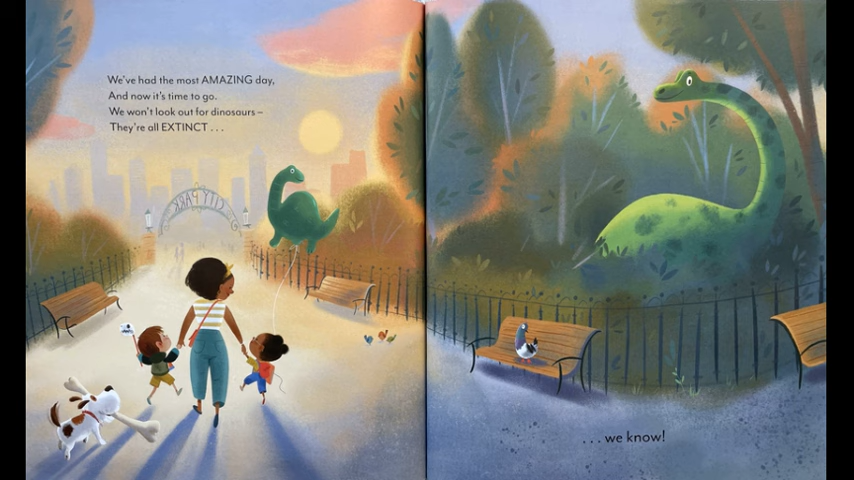 We've had the most AMAZING day,
And now it's time to go.
We won't look out for dinosaurs –
They're all EXTINCT . . .
CITY PARK
. . . we know!